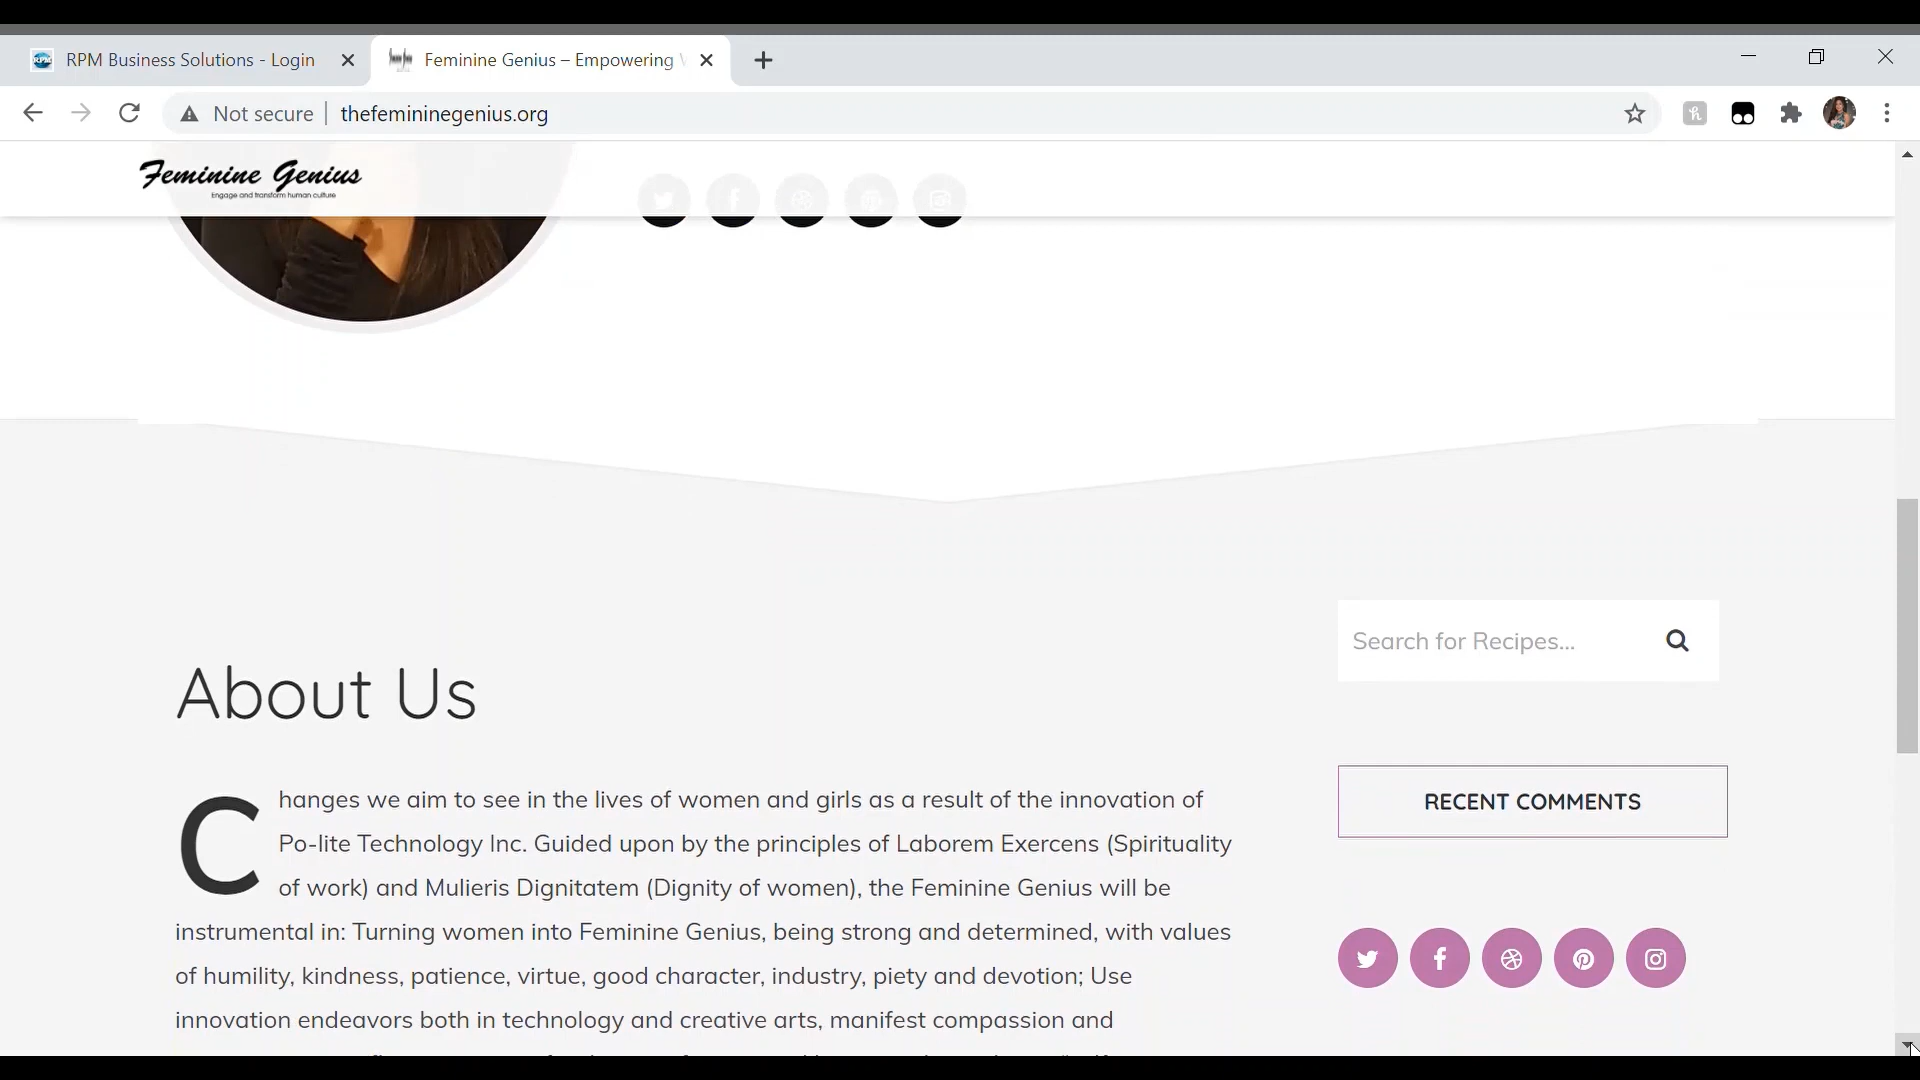 RPM Business Solutions - Login
Feminine Genius – Empowering
Not secure
thefemininegenius.org
Feminine Genius
Engage and transform human culture
Search for Recipes...
About Us
RECENT COMMENTS
Changes we aim to see in the lives of women and girls as a result of the innovation of
Po-lite Technology Inc. Guided upon by the principles of Laborem Exercens (Spirituality
of work) and Mulieris Dignitatem (Dignity of women), the Feminine Genius will be
instrumental in: Turning women into Feminine Genius, being strong and determined, with values
of humility, kindness, patience, virtue, good character, industry, piety and devotion; Use
innovation endeavors both in technology and creative arts, manifest compassion and